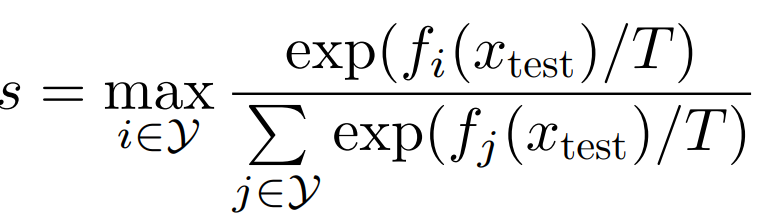 s = max_{i∈𝒴} exp(f_i(x_test)/T) / ∑_{j∈𝒴} exp(f_j(x_test)/T)